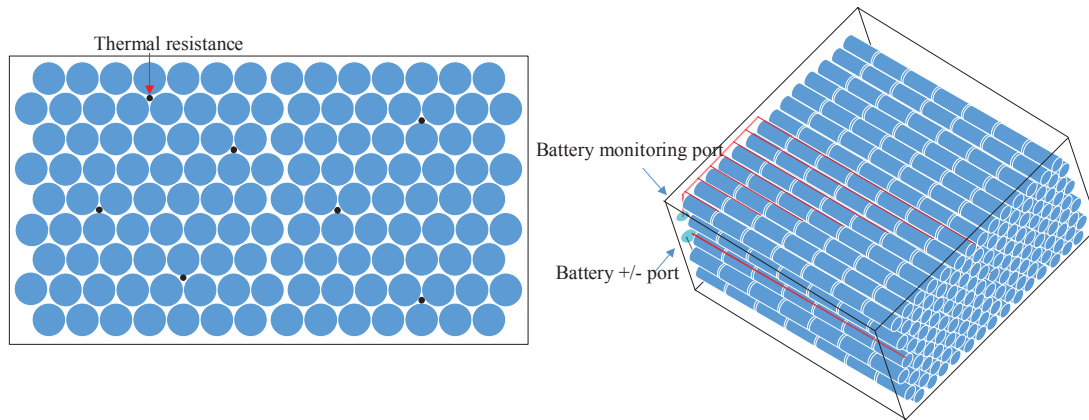 Thermal resistance
Battery monitoring port
Battery +/- port